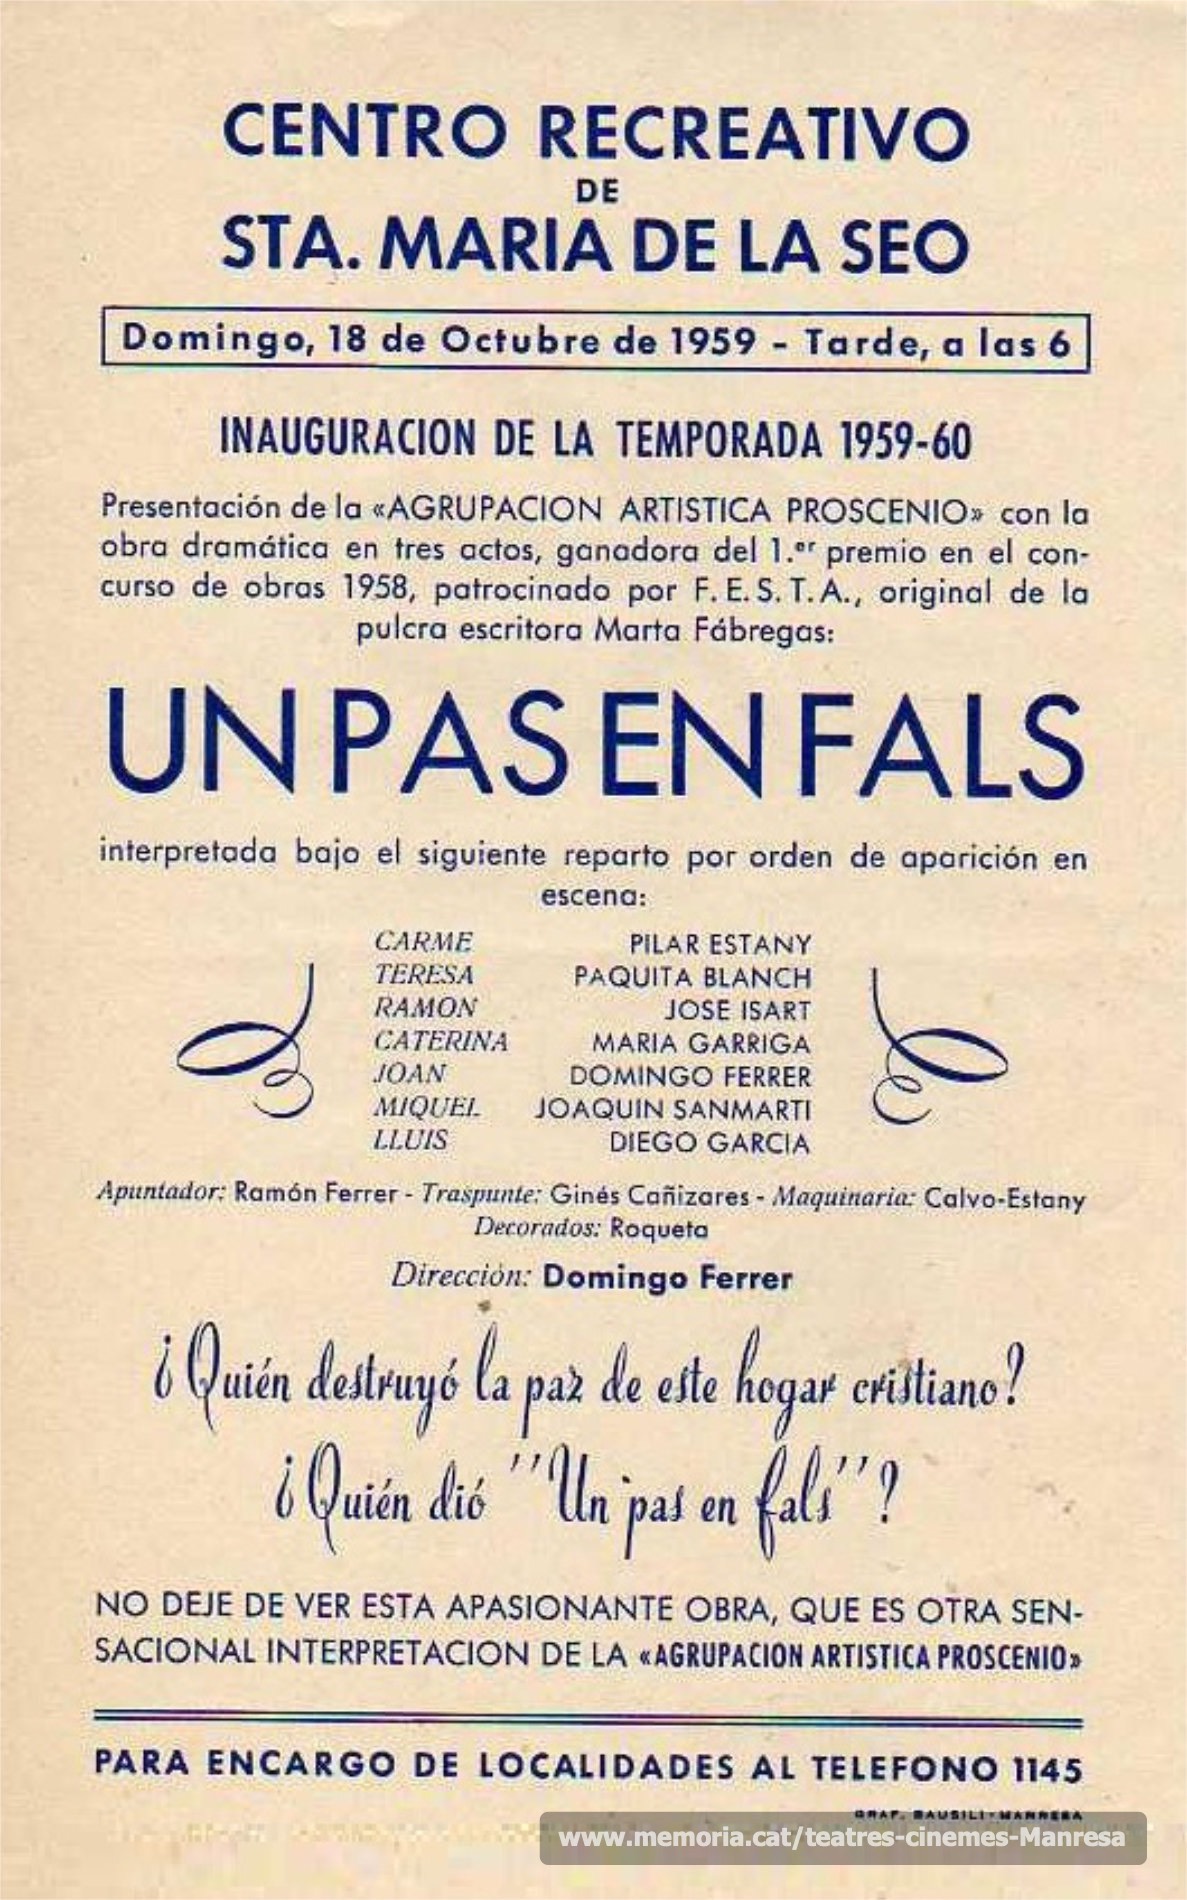 CENTRO RECREATIVO
DE
STA. MARIA DE LA SEO
Domingo, 18 de Octubre de 1959 - Tarde, a las 6
INAUGURACION DE LA TEMPORADA 1959-60
Presentación de la «AGRUPACION ARTISTICA PROSCENIO» con la
obra dramática en tres actos, ganadora del 1.er premio en el con-
curso de obras 1958, patrocinado por F. E. S. T. A., original de la
pulcra escritora Marta Fábregas:
UN PAS EN FALS
interpretada bajo el siguiente reparto por orden de aparición en
escena:
CARME PILAR ESTANY
TERESA PAQUITA BLANCH
RAMON JOSE ISART
CATERINA MARIA GARRIGA
JOAN DOMINGO FERRER
MIQUEL JOAQUIN SANMARTI
LLUIS DIEGO GARCIA
Apuntador: Ramón Ferrer - Traspunte: Ginés Cañizares - Maquinaria: Calvo-Estany
Decorados: Roqueta
Dirección: Domingo Ferrer
¿Quién destruyó la paz de este hogar cristiano?
¿Quién dió "Un pas en fals"?
NO DEJE DE VER ESTA APASIONANTE OBRA, QUE ES OTRA SEN-
SACIONAL INTERPRETACION DE LA «AGRUPACION ARTISTICA PROSCENIO»
PARA ENCARGO DE LOCALIDADES AL TELEFONO 1145
GRAF. BAUSILI - MANRESA
www.memoria.cat/teatres-cinemes-Manresa